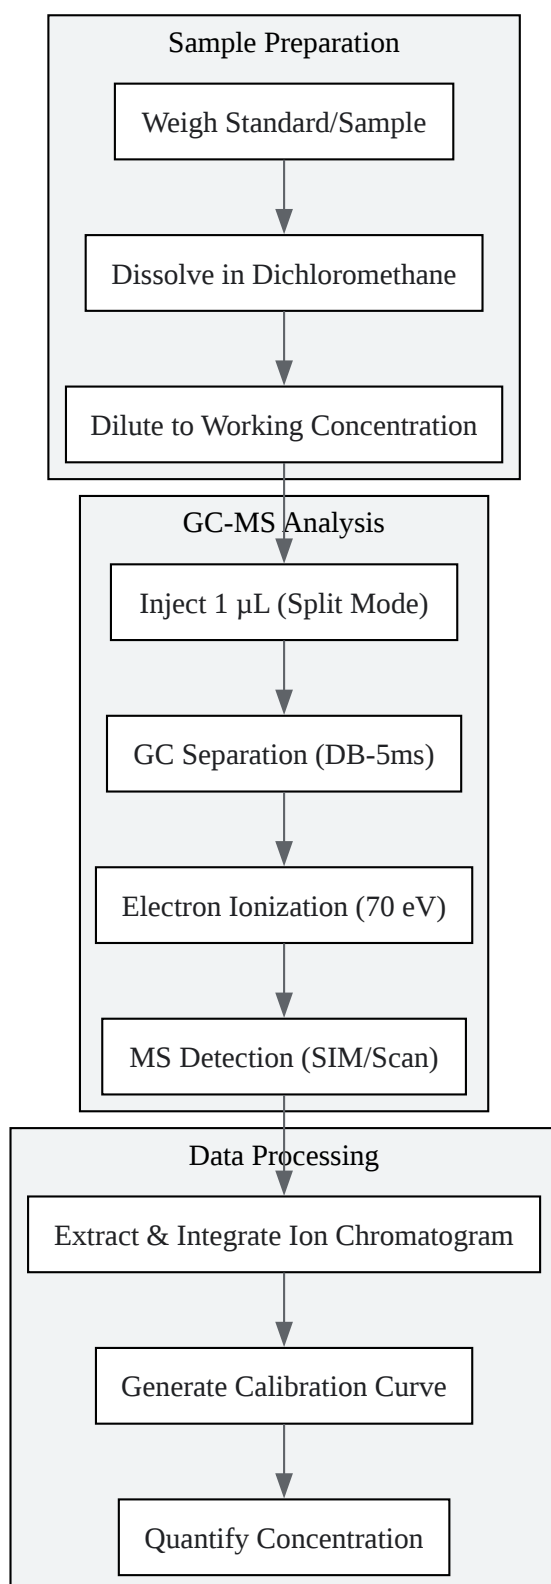 Sample Preparation
Weigh Standard/Sample
Dissolve in Dichloromethane
Dilute to Working Concentration
GC-MS Analysis
Inject 1 µL (Split Mode)
GC Separation (DB-5ms)
Electron Ionization (70 eV)
MS Detection (SIM/Scan)
Data Processing
Extract & Integrate Ion Chromatogram
Generate Calibration Curve
Quantify Concentration